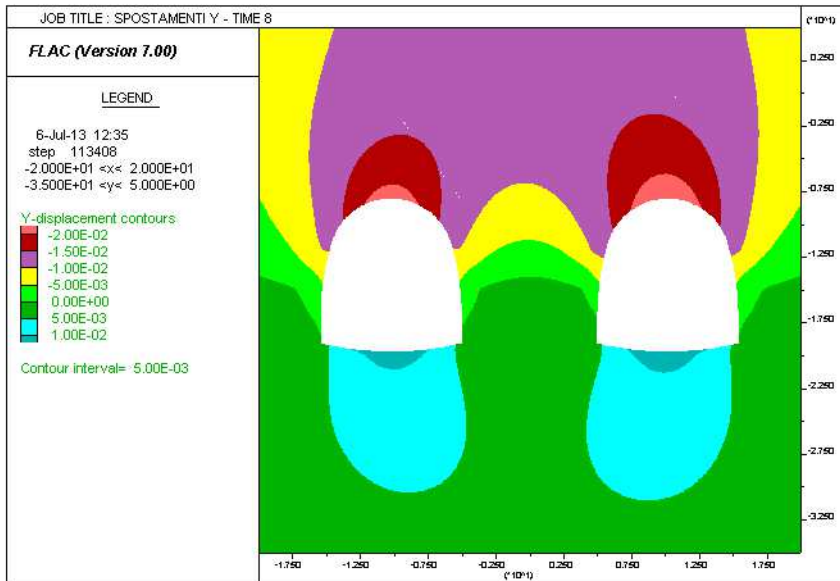 JOB TITLE : SPOSTAMENTI Y - TIME 8
(*10^1)
FLAC (Version 7.00)
LEGEND
6-Jul-13 12:35
step 113408
-2.000E+01 <x< 2.000E+01
-3.500E+01 <y< 5.000E+00
Y-displacement contours
-2.00E-02
-1.50E-02
-1.00E-02
-5.00E-03
0.00E+00
5.00E-03
1.00E-02
Contour interval= 5.00E-03
0.250
-0.250
-0.750
-1.250
-1.750
-2.250
-2.750
-3.250
-1.750 -1.250 -0.750 -0.250 0.250 0.750 1.250 1.750
(*10^1)